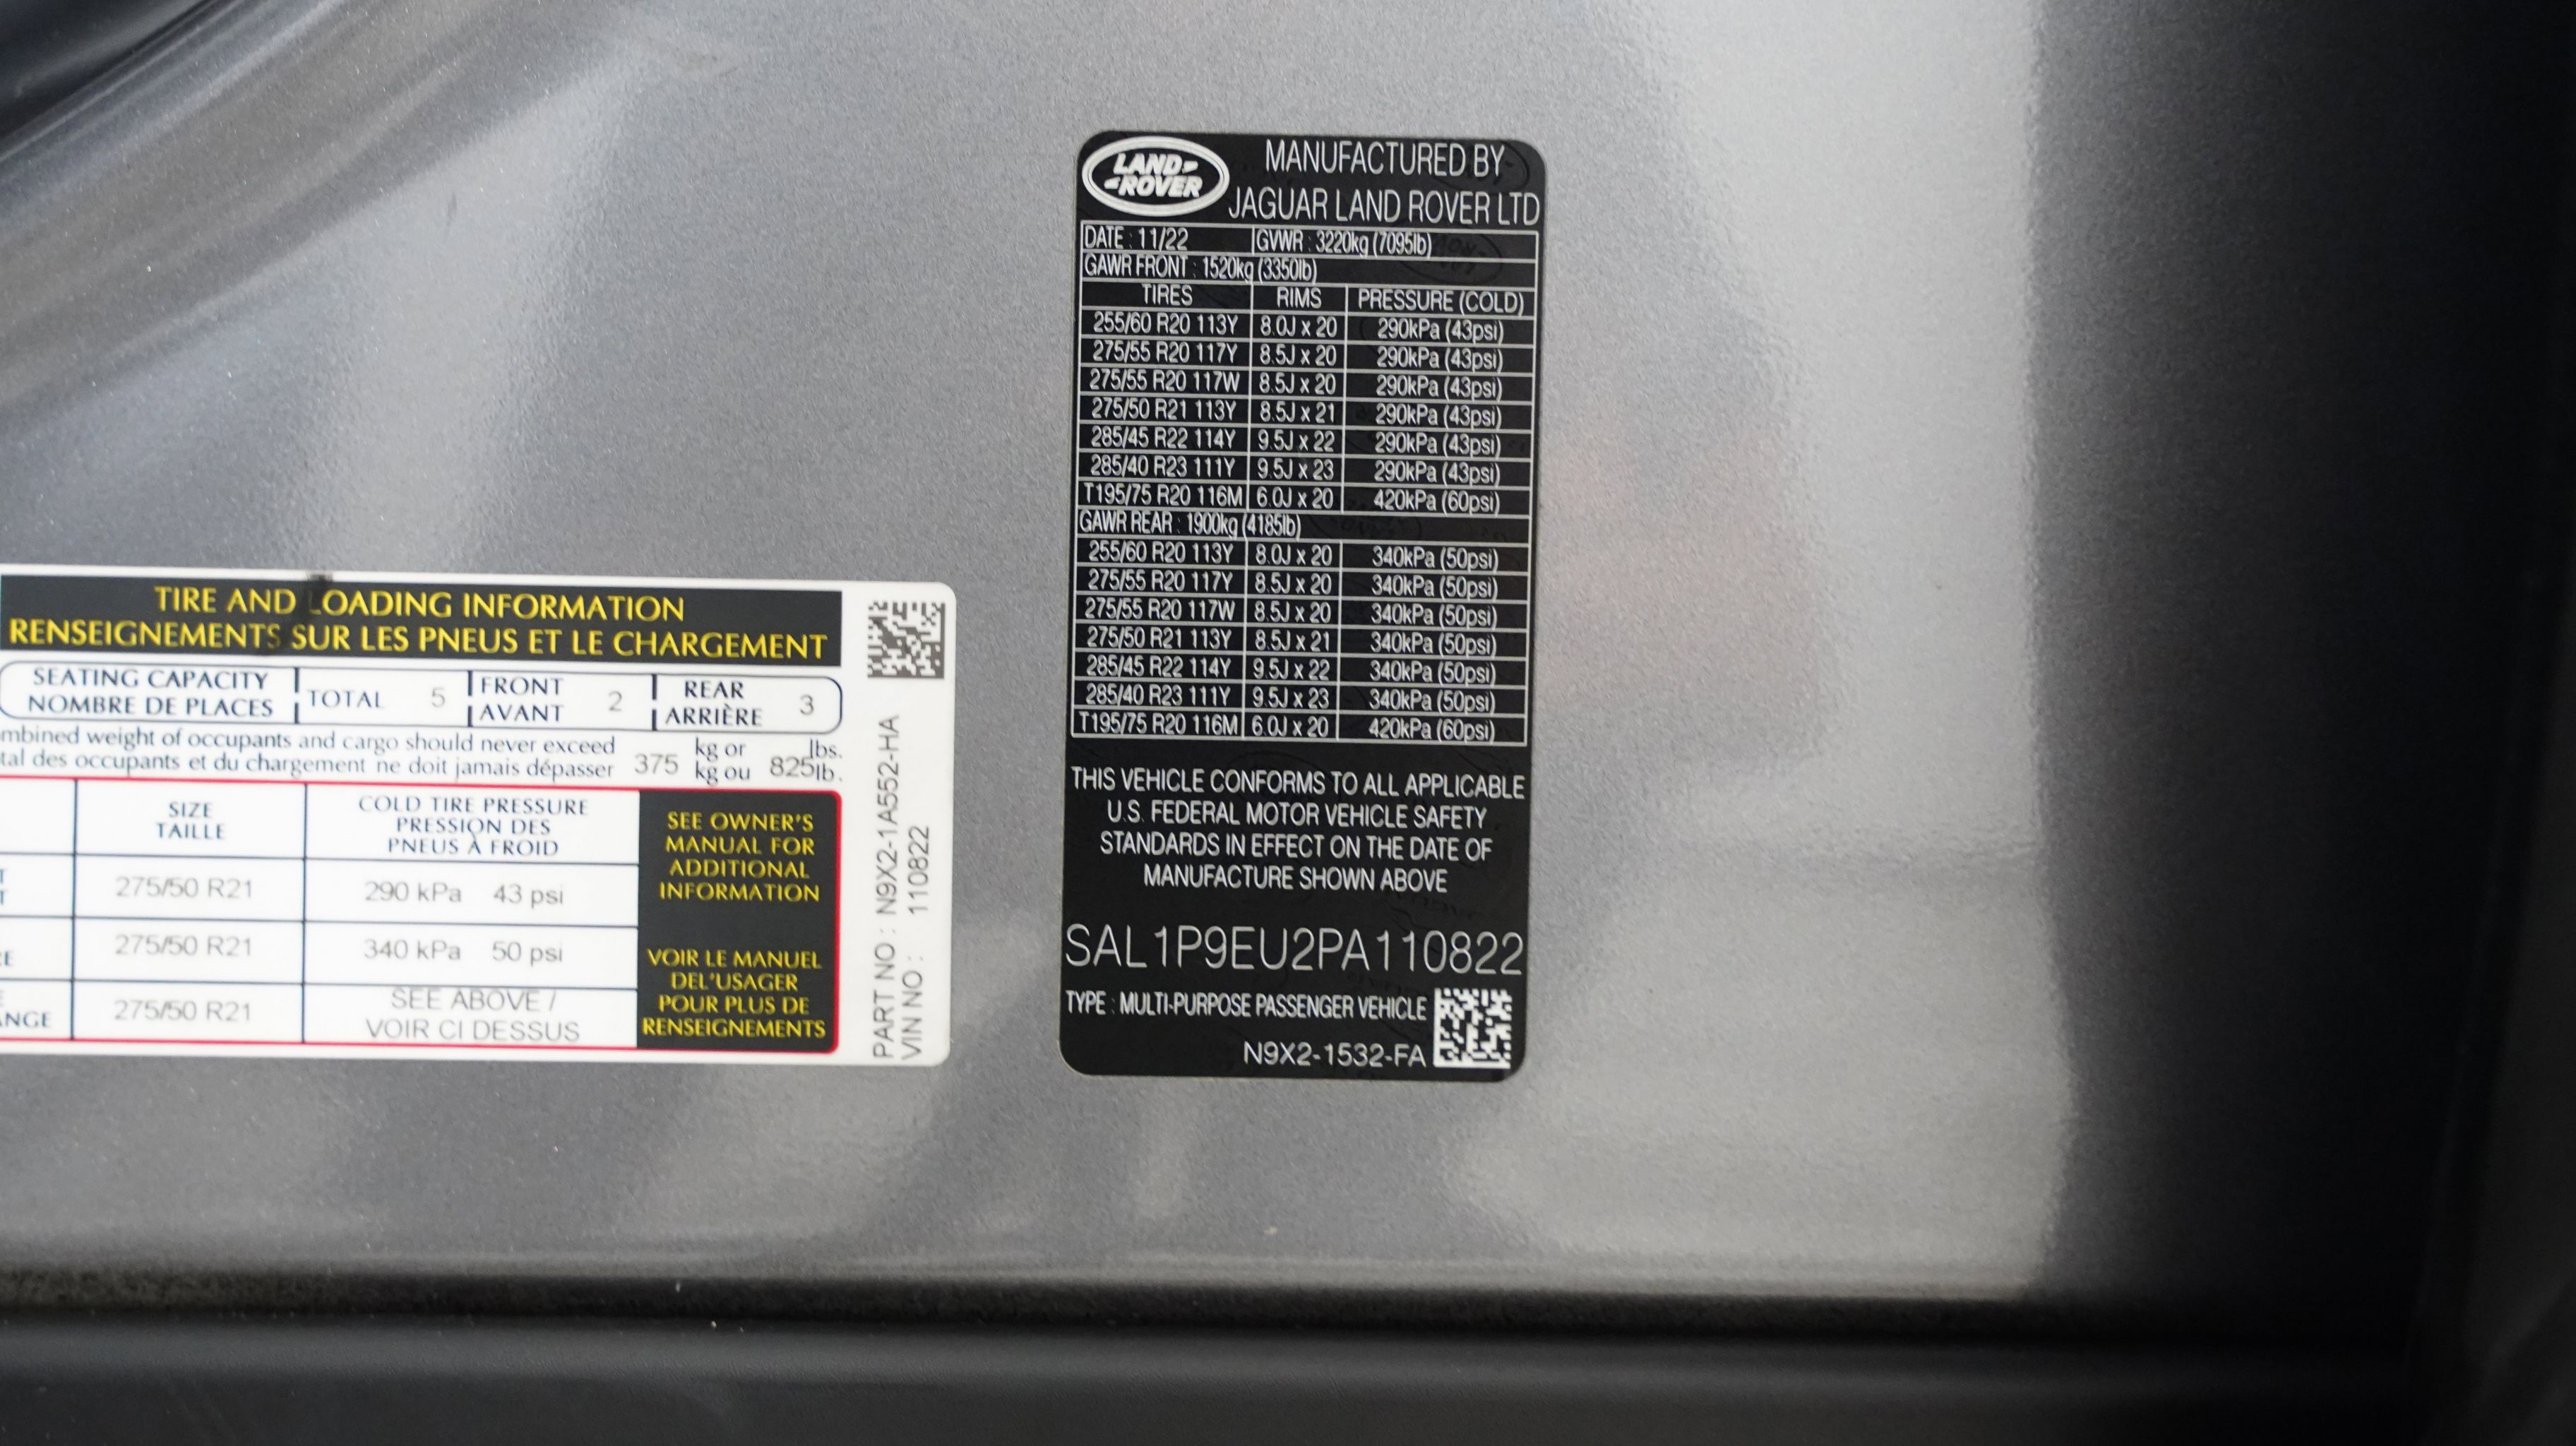 TIRE AND LOADING INFORMATION
RENSEIGNEMENTS SUR LES PNEUS ET LE CHARGEMENT
SEATING CAPACITY
NOMBRE DE PLACES
TOTAL 5
FRONT
AVANT
2
REAR
ARRIÈRE
3
mbined weight of occupants and cargo should never exceed
tal des occupants et du chargement ne doit jamais dépasser
375
kg or
kg ou
825
lbs.
lb.
SIZE
TAILLE
COLD TIRE PRESSURE
PRESSION DES
PNEUS À FROID
275/50 R21 290 kPa 43 psi
275/50 R21 340 kPa 50 psi
NGE
275/50 R21
SEE ABOVE /
VOIR CI DESSUS
SEE OWNER'S
MANUAL FOR
ADDITIONAL
INFORMATION
VOIR LE MANUEL
DEL'USAGER
POUR PLUS DE
RENSEIGNEMENTS
PART NO : N9X2-1A552-HA
VIN NO : 110822
LAND
ROVER
MANUFACTURED BY
JAGUAR LAND ROVER LTD
DATE : 11/22 GVWR : 3220kg (7095lb)
GAWR FRONT : 1520kg (3350lb)
TIRES RIMS PRESSURE (COLD)
255/60 R20 113Y 8.0J x 20 290kPa (43psi)
275/55 R20 117Y 8.5J x 20 290kPa (43psi)
275/55 R20 117W 8.5J x 20 290kPa (43psi)
275/50 R21 113Y 8.5J x 21 290kPa (43psi)
285/45 R22 114Y 9.5J x 22 290kPa (43psi)
285/40 R23 111Y 9.5J x 23 290kPa (43psi)
T195/75 R20 116M 6.0J x 20 420kPa (60psi)
GAWR REAR : 1900kg (4185lb)
255/60 R20 113Y 8.0J x 20 340kPa (50psi)
275/55 R20 117Y 8.5J x 20 340kPa (50psi)
275/55 R20 117W 8.5J x 20 340kPa (50psi)
275/50 R21 113Y 8.5J x 21 340kPa (50psi)
285/45 R22 114Y 9.5J x 22 340kPa (50psi)
285/40 R23 111Y 9.5J x 23 340kPa (50psi)
T195/75 R20 116M 6.0J x 20 420kPa (60psi)
THIS VEHICLE CONFORMS TO ALL APPLICABLE
U.S. FEDERAL MOTOR VEHICLE SAFETY
STANDARDS IN EFFECT ON THE DATE OF
MANUFACTURE SHOWN ABOVE
SAL1P9EU2PA110822
TYPE : MULTI-PURPOSE PASSENGER VEHICLE
N9X2-1532-FA